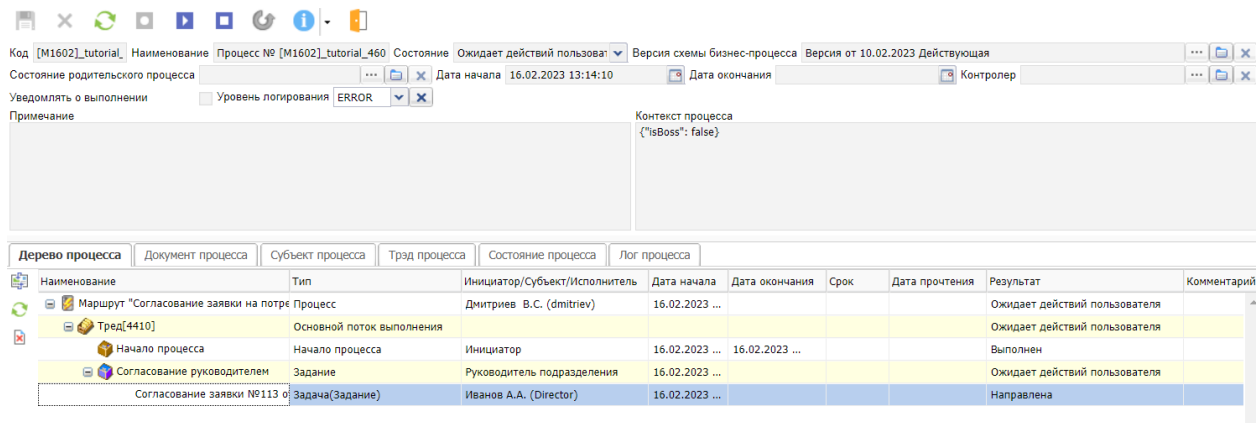 Код [M1602]_tutorial_ Наименование Процесс № [M1602]_tutorial_460 Состояние Ожидает действий пользоват Версия схемы бизнес-процесса Версия от 10.02.2023 Действующая
Состояние родительского процесса Дата начала 16.02.2023 13:14:10 Дата окончания Контролер
Уведомлять о выполнении Уровень логирования ERROR
Примечание Контекст процесса
{"isBoss": false}
Дерево процесса Документ процесса Субъект процесса Трэд процесса Состояние процесса Лог процесса
Наименование Тип Инициатор/Субъект/Исполнитель Дата начала Дата окончания Срок Дата прочтения Результат Комментарий
Маршрут "Согласование заявки на потре Процесс Дмитриев В.С. (dmitriev) 16.02.2023 ... Ожидает действий пользователя
Тред[4410] Основной поток выполнения Ожидает действий пользователя
Начало процесса Начало процесса Инициатор 16.02.2023 ... 16.02.2023 ... Выполнен
Согласование руководителем Задание Руководитель подразделения 16.02.2023 ... Ожидает действий пользователя
Согласование заявки №113 о Задача(Задание) Иванов А.А. (Director) 16.02.2023 ... Направлена